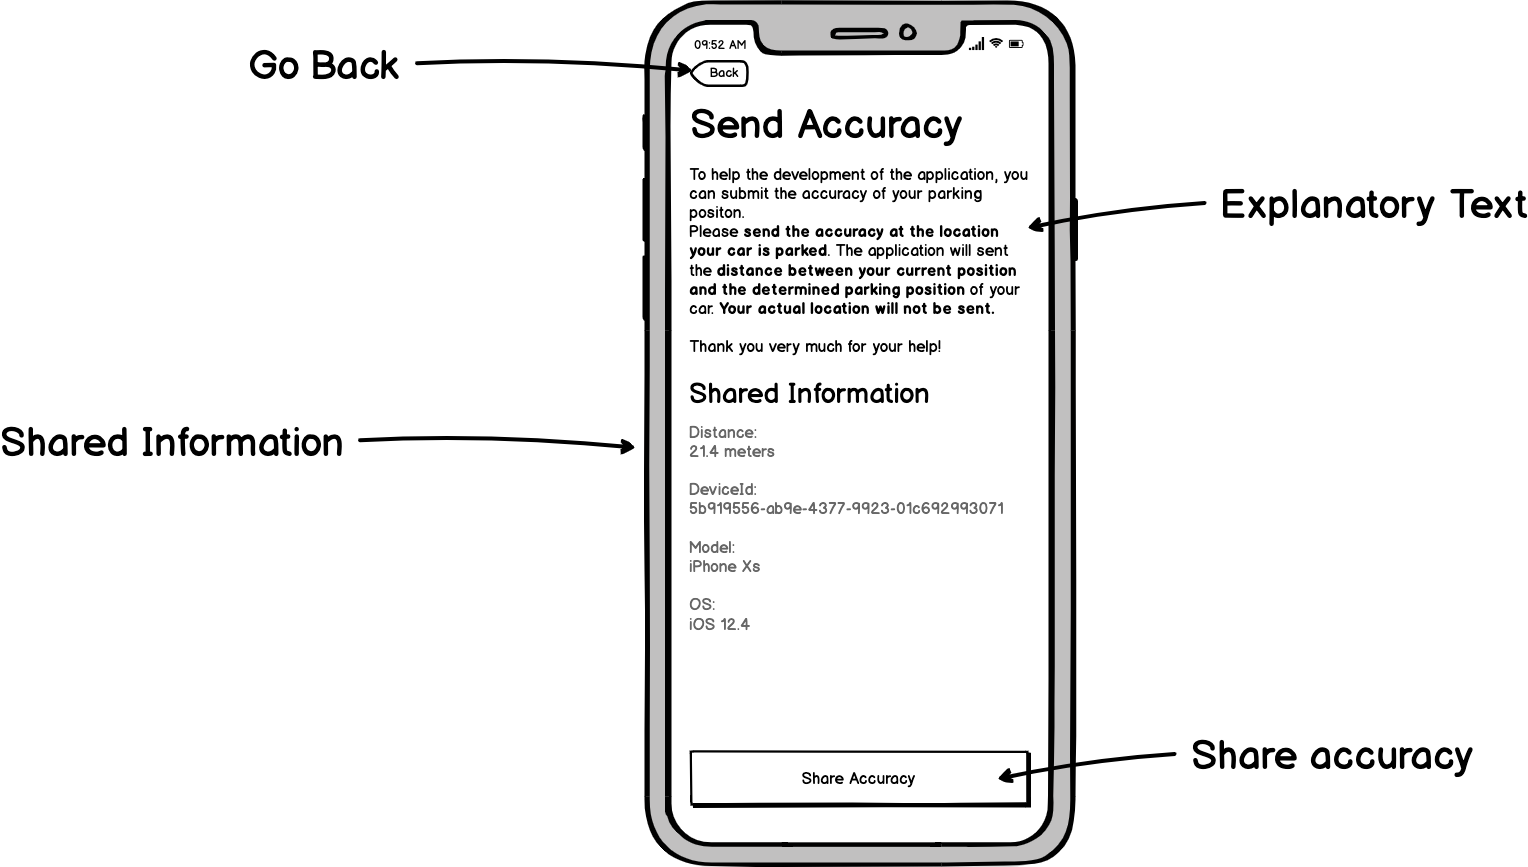 09:52 AM
Go Back
Back
Send Accuracy
To help the development of the application, you
can submit the accuracy of your parking
positon.
Please send the accuracy at the location
your car is parked. The application will sent
the distance between your current position
and the determined parking position of your
car. Your actual location will not be sent.
Explanatory Text
Thank you very much for your help!
Shared Information
Shared Information
Distance:
21.4 meters
DeviceId:
5b919556-ab9e-4377-9923-01c692993071
Model:
iPhone Xs
OS:
iOS 12.4
Share accuracy
Share Accuracy